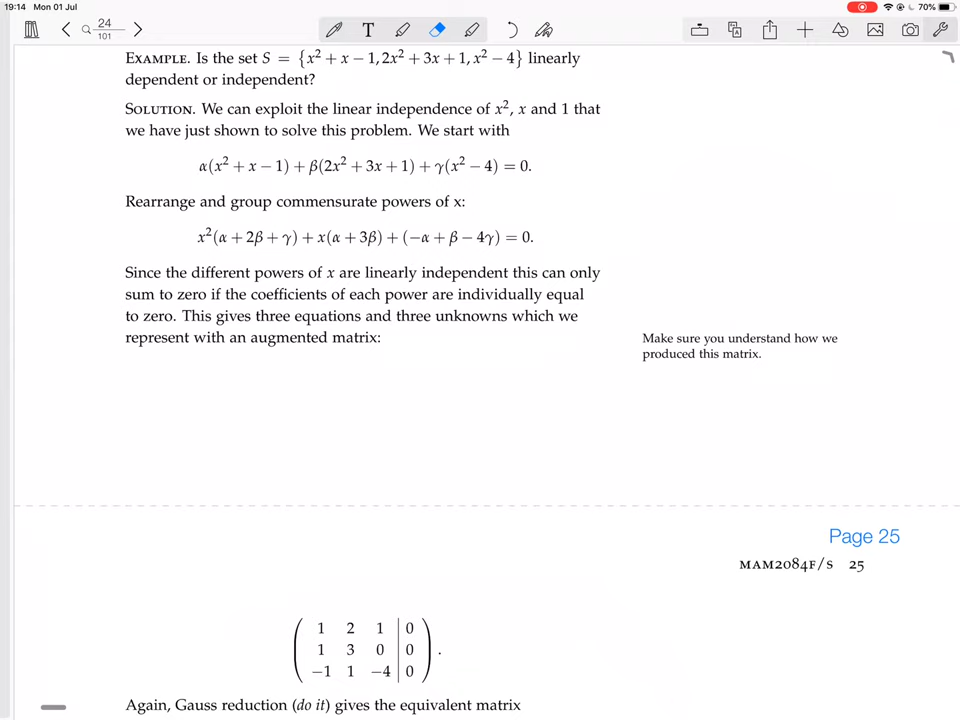 19:14 Mon 01 Jul
70%
24
101
T
EXAMPLE. Is the set S = {x² + x − 1, 2x² + 3x + 1, x² − 4} linearly
dependent or independent?
SOLUTION. We can exploit the linear independence of x², x and 1 that
we have just shown to solve this problem. We start with
α(x² + x − 1) + β(2x² + 3x + 1) + γ(x² − 4) = 0.
Rearrange and group commensurate powers of x:
x²(α + 2β + γ) + x(α + 3β) + (−α + β − 4γ) = 0.
Since the different powers of x are linearly independent this can only
sum to zero if the coefficients of each power are individually equal
to zero. This gives three equations and three unknowns which we
represent with an augmented matrix:
Make sure you understand how we
produced this matrix.
Page 25
MAM2084F/S 25
1 2 1 | 0
1 3 0 | 0
−1 1 −4 | 0
.
Again, Gauss reduction (do it) gives the equivalent matrix